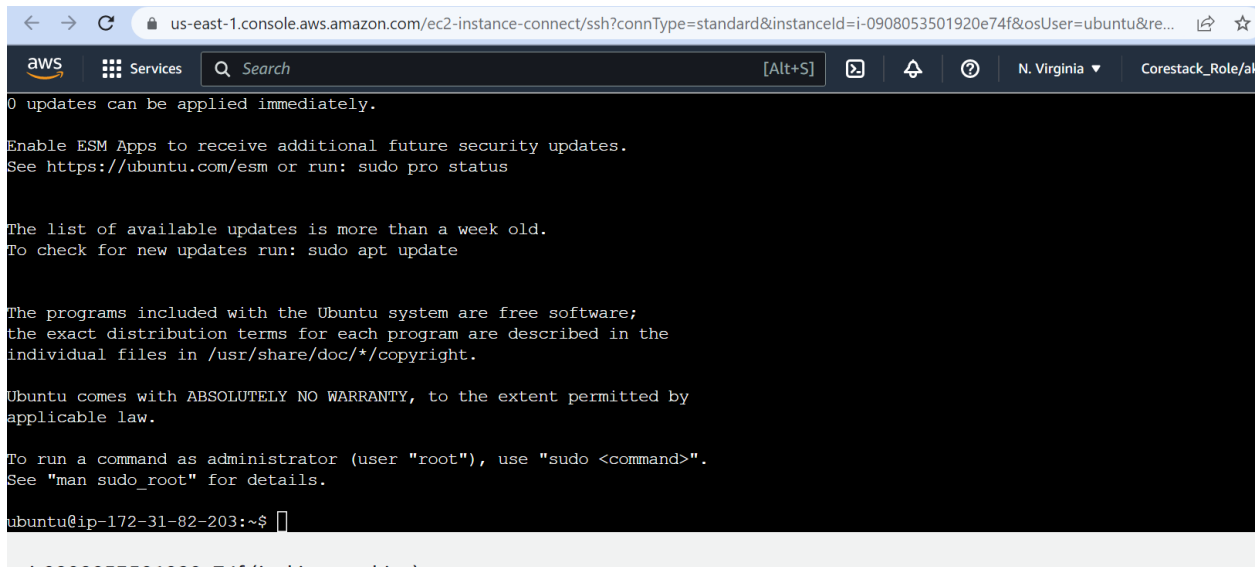 us-east-1.console.aws.amazon.com/ec2-instance-connect/ssh?connType=standard&instanceId=i-0908053501920e74f&osUser=ubuntu&re...
aws Services Search [Alt+S] N. Virginia Corestack_Role/ak
0 updates can be applied immediately.
Enable ESM Apps to receive additional future security updates.
See https://ubuntu.com/esm or run: sudo pro status
The list of available updates is more than a week old.
To check for new updates run: sudo apt update
The programs included with the Ubuntu system are free software;
the exact distribution terms for each program are described in the
individual files in /usr/share/doc/*/copyright.
Ubuntu comes with ABSOLUTELY NO WARRANTY, to the extent permitted by
applicable law.
To run a command as administrator (user "root"), use "sudo <command>".
See "man sudo_root" for details.
ubuntu@ip-172-31-82-203:~$